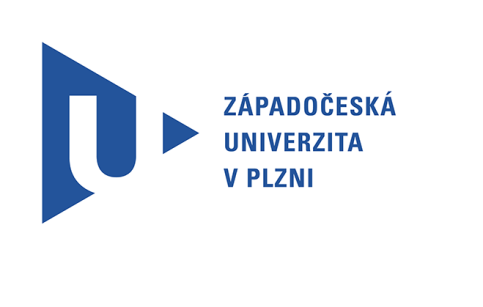 U
ZÁPADOČESKÁ
UNIVERZITA
V PLZNI